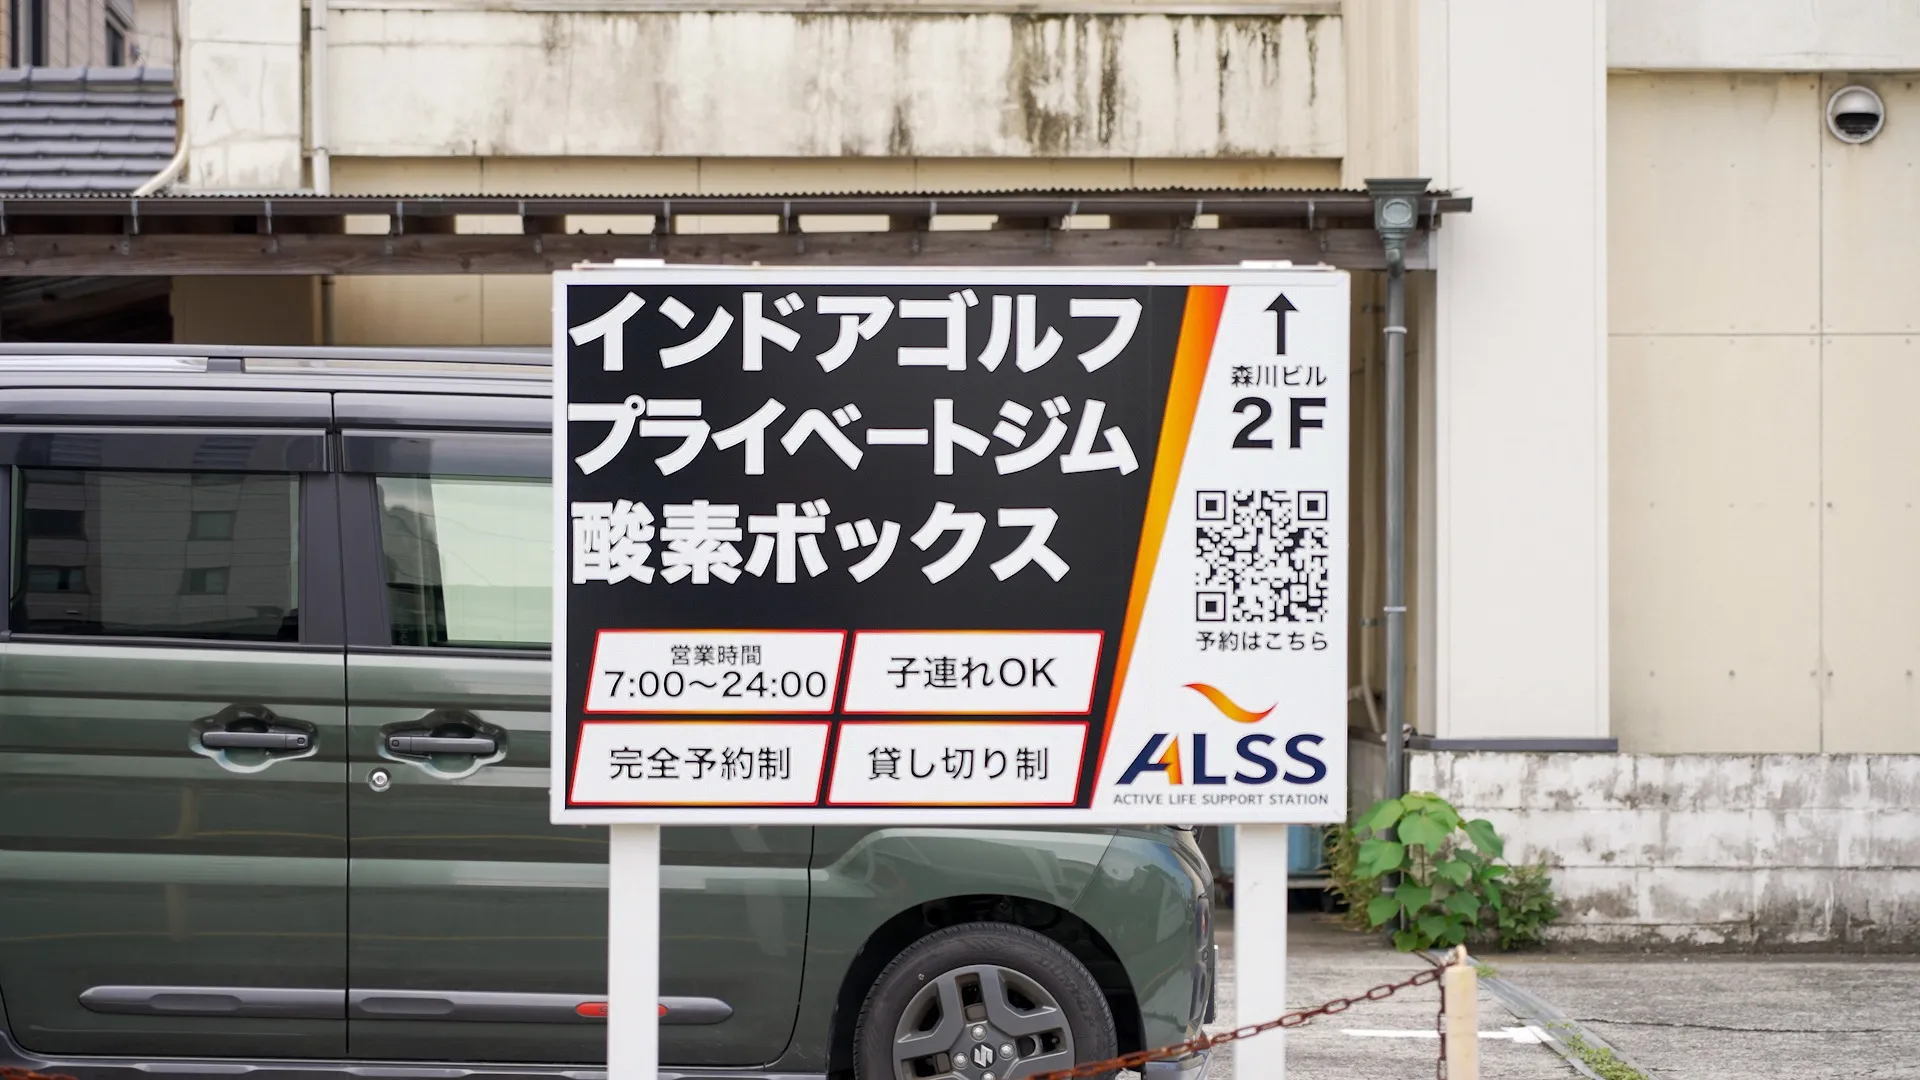 インドアゴルフ
プライベートジム
酸素ボックス
営業時間
7:00～24:00
子連れOK
完全予約制
貸し切り制
↑
森川ビル
2F
予約はこちら
ALSS
ACTIVE LIFE SUPPORT STATION